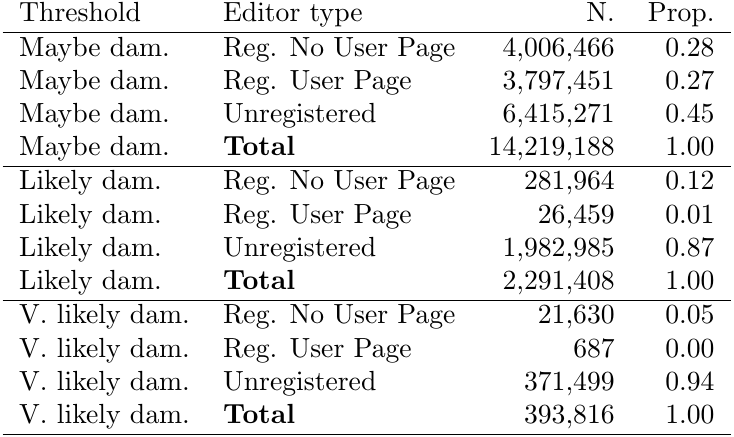 Threshold Editor type N. Prop.
Maybe dam. Reg. No User Page 4,006,466 0.28
Maybe dam. Reg. User Page 3,797,451 0.27
Maybe dam. Unregistered 6,415,271 0.45
Maybe dam. Total 14,219,188 1.00
Likely dam. Reg. No User Page 281,964 0.12
Likely dam. Reg. User Page 26,459 0.01
Likely dam. Unregistered 1,982,985 0.87
Likely dam. Total 2,291,408 1.00
V. likely dam. Reg. No User Page 21,630 0.05
V. likely dam. Reg. User Page 687 0.00
V. likely dam. Unregistered 371,499 0.94
V. likely dam. Total 393,816 1.00